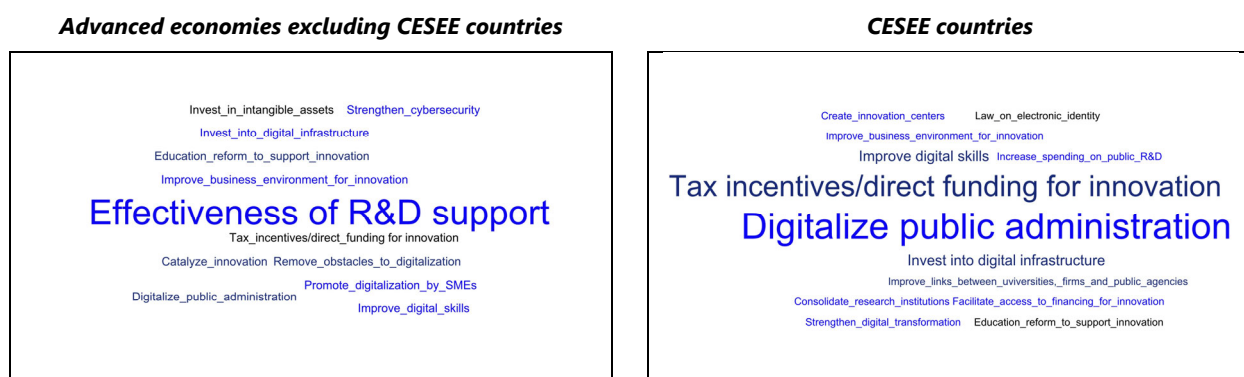 Advanced economies excluding CESEE countries
Invest_in_intangible_assets Strengthen_cybersecurity
Invest_into_digital_infrastructure
Education_reform_to_support_innovation
Improve_business_environment_for_innovation
Effectiveness of R&D support
Tax_incentives/direct_funding for innovation
Catalyze_innovation Remove_obstacles_to_digitalization
Promote_digitalization_by_SMEs
Digitalize_public_administration
Improve_digital_skills
CESEE countries
Create_innovation_centers Law_on_electronic_identity
Improve_business_environment_for_innovation
Improve digital skills Increase_spending_on_public_R&D
Tax incentives/direct funding for innovation
Digitalize public administration
Invest into digital infrastructure
Improve_links_between_uviversities,_firms_and_public_agencies
Consolidate_research_institutions Facilitate_access_to_financing_for_innovation
Strengthen_digital_transformation Education_reform_to_support_innovation